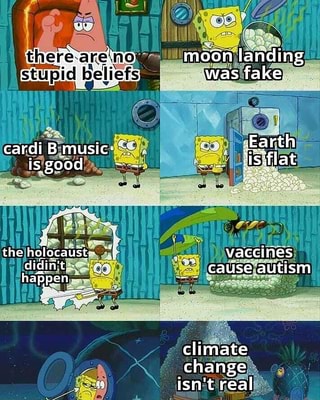 there are no
stupid beliefs
moon landing
was fake
cardi B music
is good
Earth
is flat
the holocaust
didin't
happen
vaccines
cause autism
climate
change
isn't real